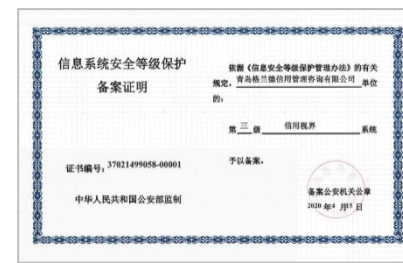 信息系统安全等级保护
备案证明
证书编号：37021499058-00001
中华人民共和国公安部监制
依据《信息安全等级保护管理办法》的有关
规定，青岛格兰德信用管理咨询有限公司单位
的：
第三级 信用视界 系统
予以备案。
备案公安机关公章
2020年4月15日